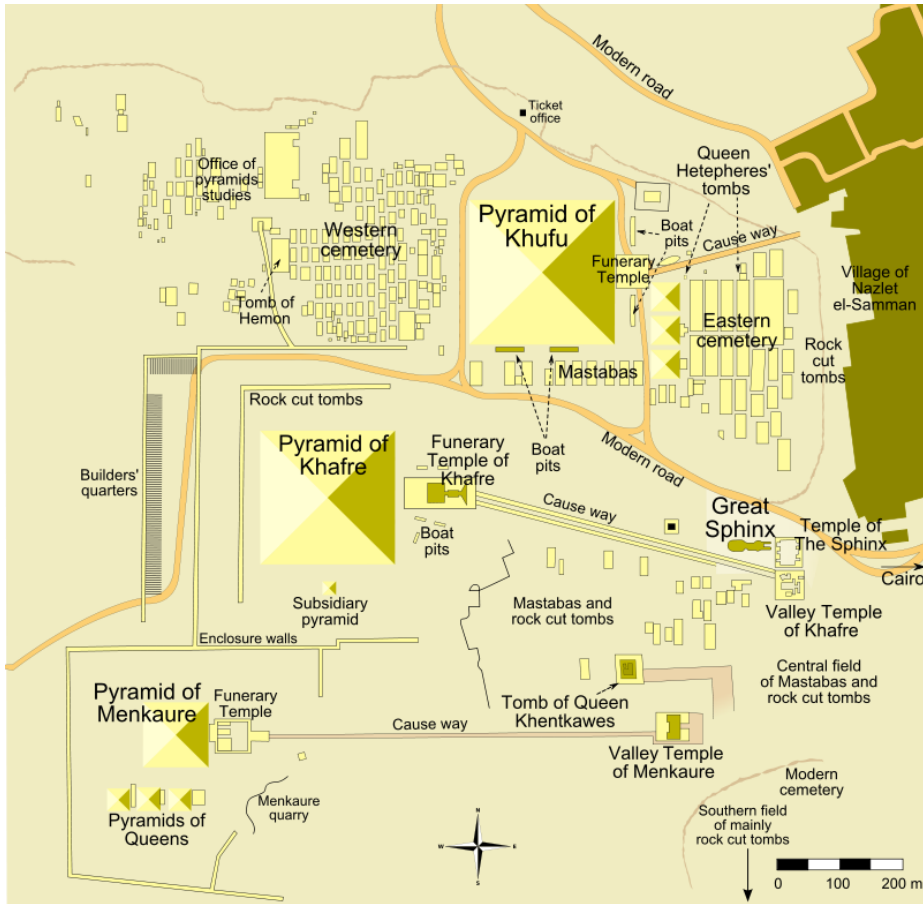 Modern road
Ticket
office
Queen
Hetepheres'
tombs
Office of
pyramids
studies
Pyramid of
Khufu
Boat
pits
Cause way
Western
cemetery
Funerary
Temple
Village of
Nazlet
el-Samman
Tomb of
Hemon
Eastern
cemetery
Rock
cut
tombs
Mastabas
Rock cut tombs
Boat
pits
Modern road
Pyramid of
Khafre
Funerary
Temple of
Khafre
Builders'
quarters
Cause way
Great
Sphinx
Temple of
The Sphinx
Boat
pits
Cairo
Subsidiary
pyramid
Mastabas and
rock cut tombs
Valley Temple
of Khafre
Enclosure walls
Central field
of Mastabas and
rock cut tombs
Pyramid of
Menkaure
Funerary
Temple
Tomb of Queen
Khentkawes
Cause way
Valley Temple
of Menkaure
Modern
cemetery
Menkaure
quarry
Pyramids of
Queens
Southern field
of mainly
rock cut tombs
N
W E
S
0 100 200 m